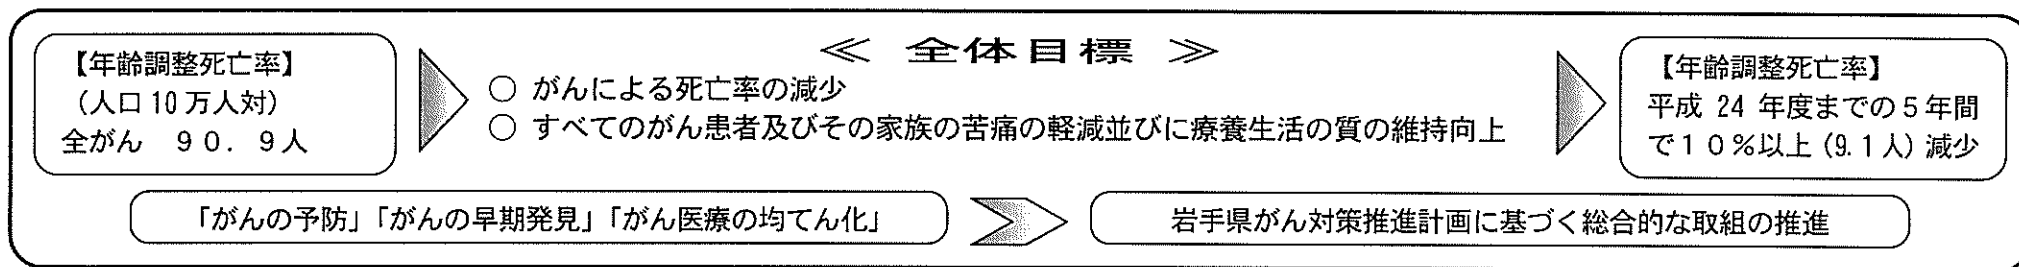 【年齢調整死亡率】
(人口10万人対)
全がん ９０．９人
≪ 全体目標 ≫
○ がんによる死亡率の減少
○ すべてのがん患者及びその家族の苦痛の軽減並びに療養生活の質の維持向上
【年齢調整死亡率】
平成 24 年度までの５年間
で１０％以上(9.1人)減少
「がんの予防」「がんの早期発見」「がん医療の均てん化」
岩手県がん対策推進計画に基づく総合的な取組の推進